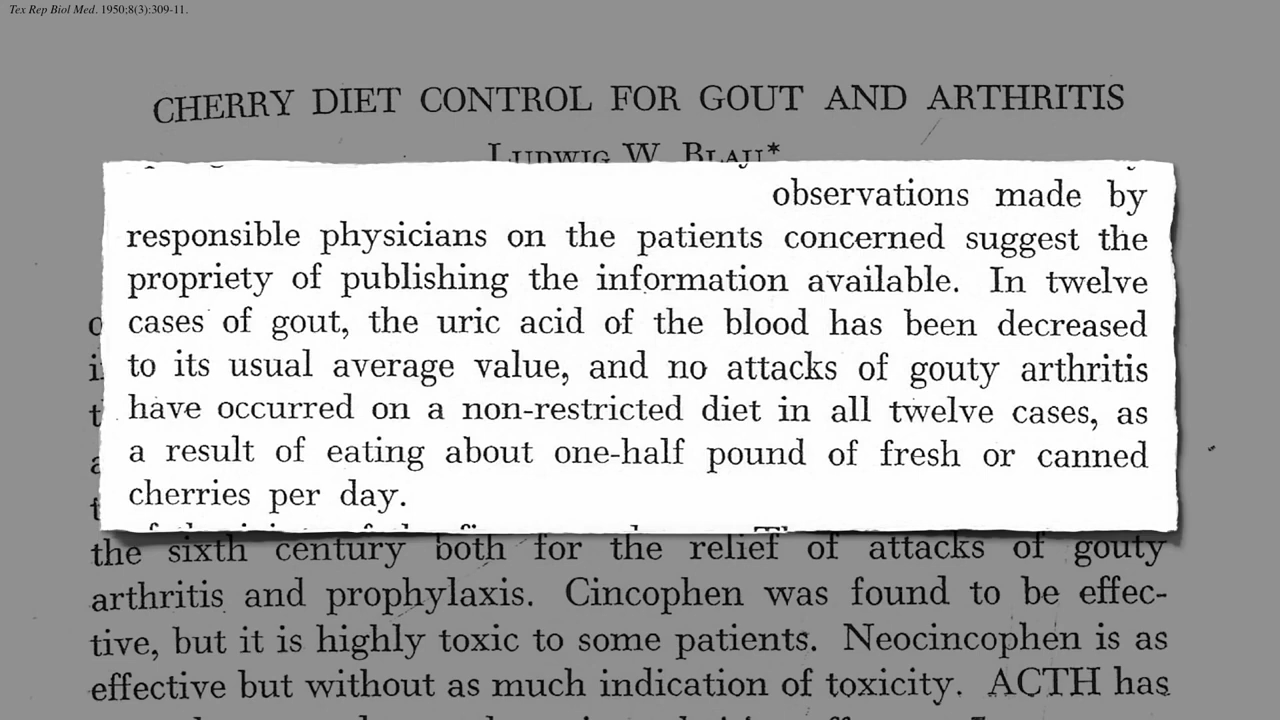 Tex Rep Biol Med. 1950;8(3):309-11.
CHERRY DIET CONTROL FOR GOUT AND ARTHRITIS
LUDWIG W. BLAU*
observations made by
responsible physicians on the patients concerned suggest the
propriety of publishing the information available. In twelve
cases of gout, the uric acid of the blood has been decreased
to its usual average value, and no attacks of gouty arthritis
have occurred on a non-restricted diet in all twelve cases, as
a result of eating about one-half pound of fresh or canned
cherries per day.
the sixth century both for the relief of attacks of gouty
arthritis and prophylaxis. Cincophen was found to be effec-
tive, but it is highly toxic to some patients. Neocincophen is as
effective but without as much indication of toxicity. ACTH has